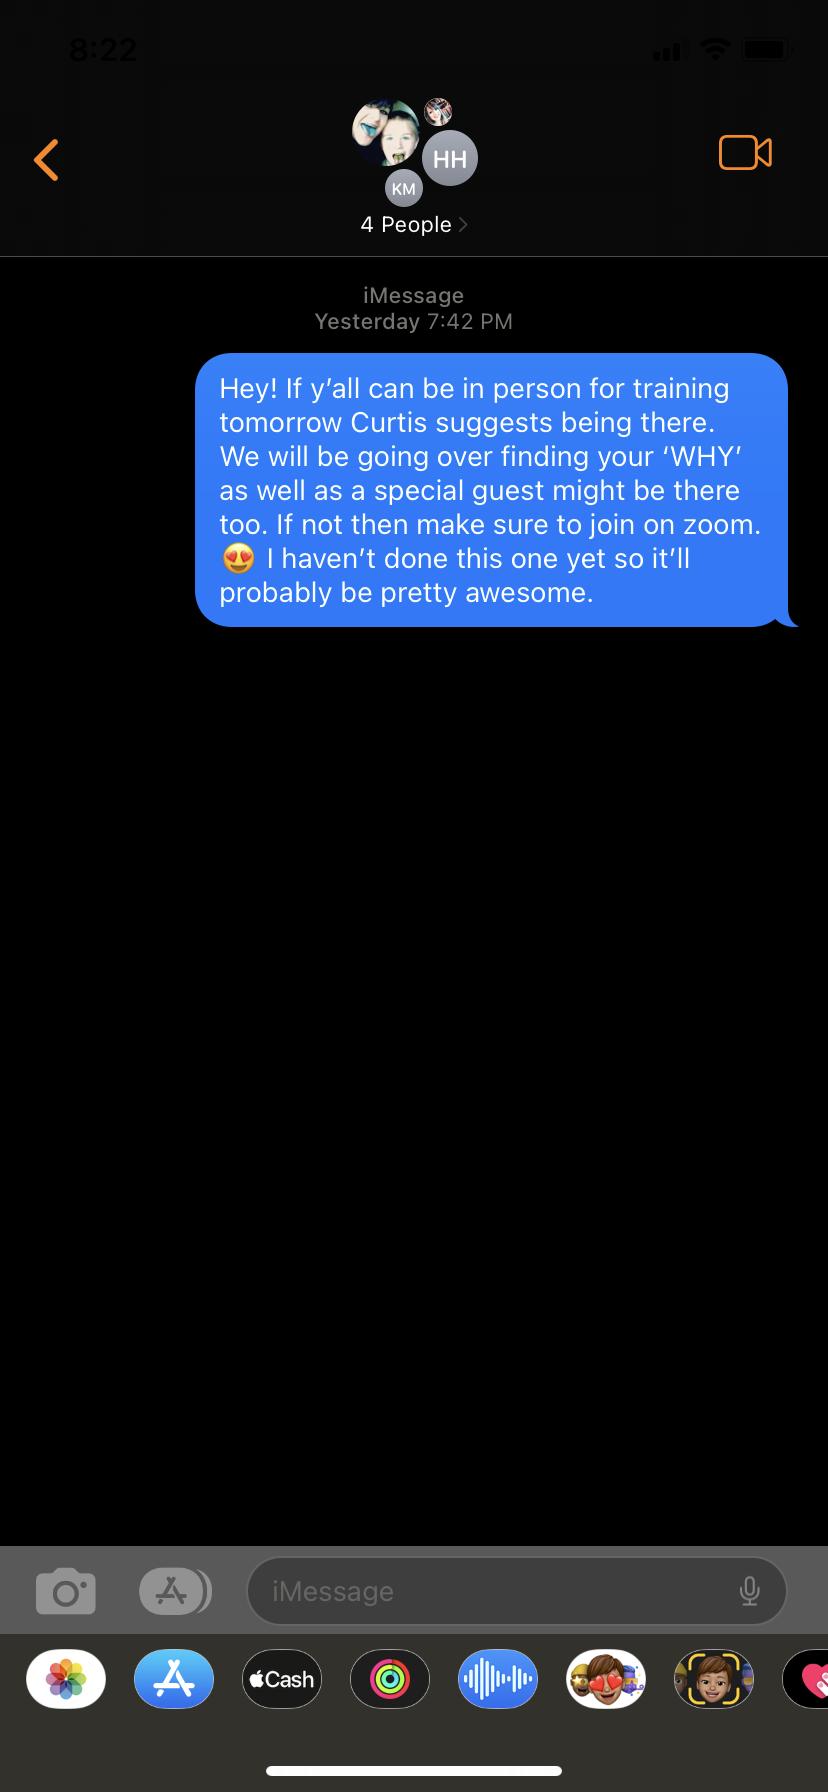 8:22
HH
KM
4 People
iMessage
Yesterday 7:42 PM
Hey! If y’all can be in person for training
tomorrow Curtis suggests being there.
We will be going over finding your ‘WHY’
as well as a special guest might be there
too. If not then make sure to join on zoom.
😍 I haven’t done this one yet so it’ll
probably be pretty awesome.
iMessage
Cash